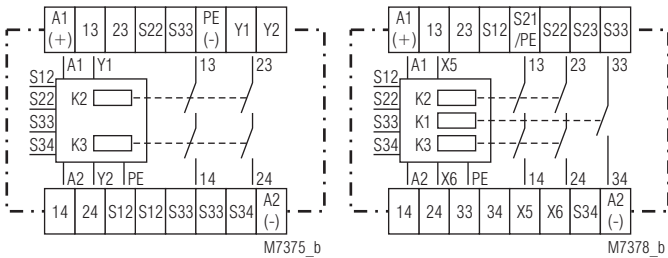 A1 (+) 13 23 S22 S33 PE (-) Y1 Y2
A1 Y1 13 23
S12
S22 K2
S33
S34 K3
A2 Y2 PE 14 24
14 24 S12 S12 S33 S33 S34 A2 (-)
M7375_b
A1 (+) 13 23 S12 S21 /PE S22 S23 S33
A1 X5 13 23 33
S12
S22 K2
S33 K1
S34 K3
A2 X6 PE 14 24 34
14 24 33 34 X5 X6 S34 A2 (-)
M7378_b